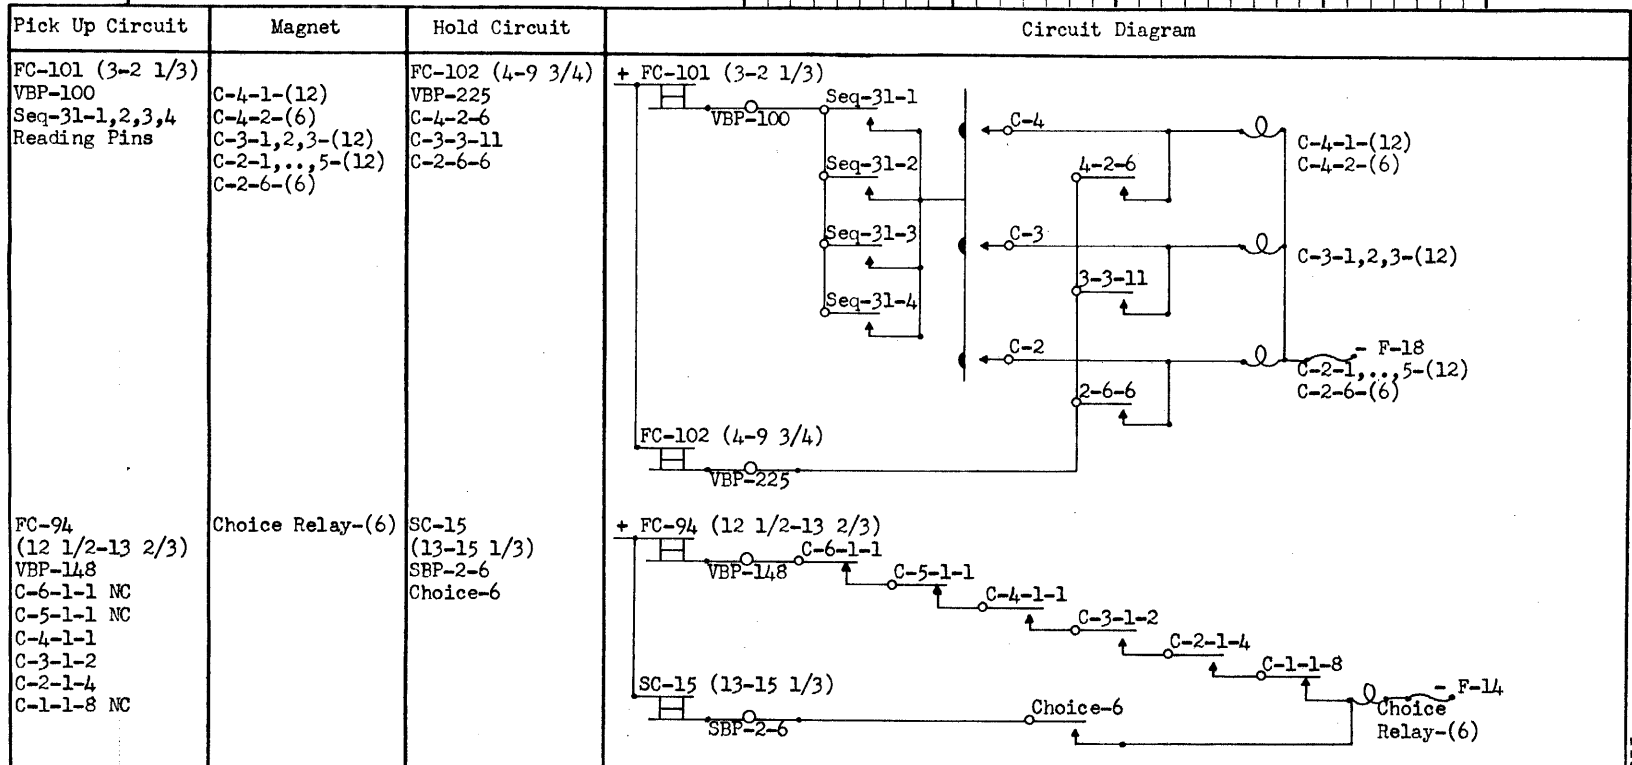 Pick Up Circuit
Magnet
Hold Circuit
Circuit Diagram
FC-101 (3-2 1/3)
VBP-100
Seq-31-1,2,3,4
Reading Pins
C-4-1-(12)
C-4-2-(6)
C-3-1,2,3-(12)
C-2-1,..,5-(12)
C-2-6-(6)
FC-102 (4-9 3/4)
VBP-225
C-4-2-6
C-3-3-11
C-2-6-6
+ FC-101 (3-2 1/3)
VBP-100
Seq-31-1
Seq-31-2
Seq-31-3
Seq-31-4
C-4
4-2-6
C-3
3-3-11
C-2
2-6-6
C-4-1-(12)
C-4-2-(6)
C-3-1,2,3-(12)
- F-18
C-2-1,..,5-(12)
C-2-6-(6)
FC-102 (4-9 3/4)
VBP-225
FC-94
(12 1/2-13 2/3)
VBP-148
C-6-1-1 NC
C-5-1-1 NC
C-4-1-1
C-3-1-2
C-2-1-4
C-1-1-8 NC
Choice Relay-(6)
SC-15
(13-15 1/3)
SBP-2-6
Choice-6
+ FC-94 (12 1/2-13 2/3)
VBP-148
C-6-1-1
C-5-1-1
C-4-1-1
C-3-1-2
C-2-1-4
C-1-1-8
SC-15 (13-15 1/3)
SBP-2-6
Choice-6
- F-14
Choice
Relay-(6)